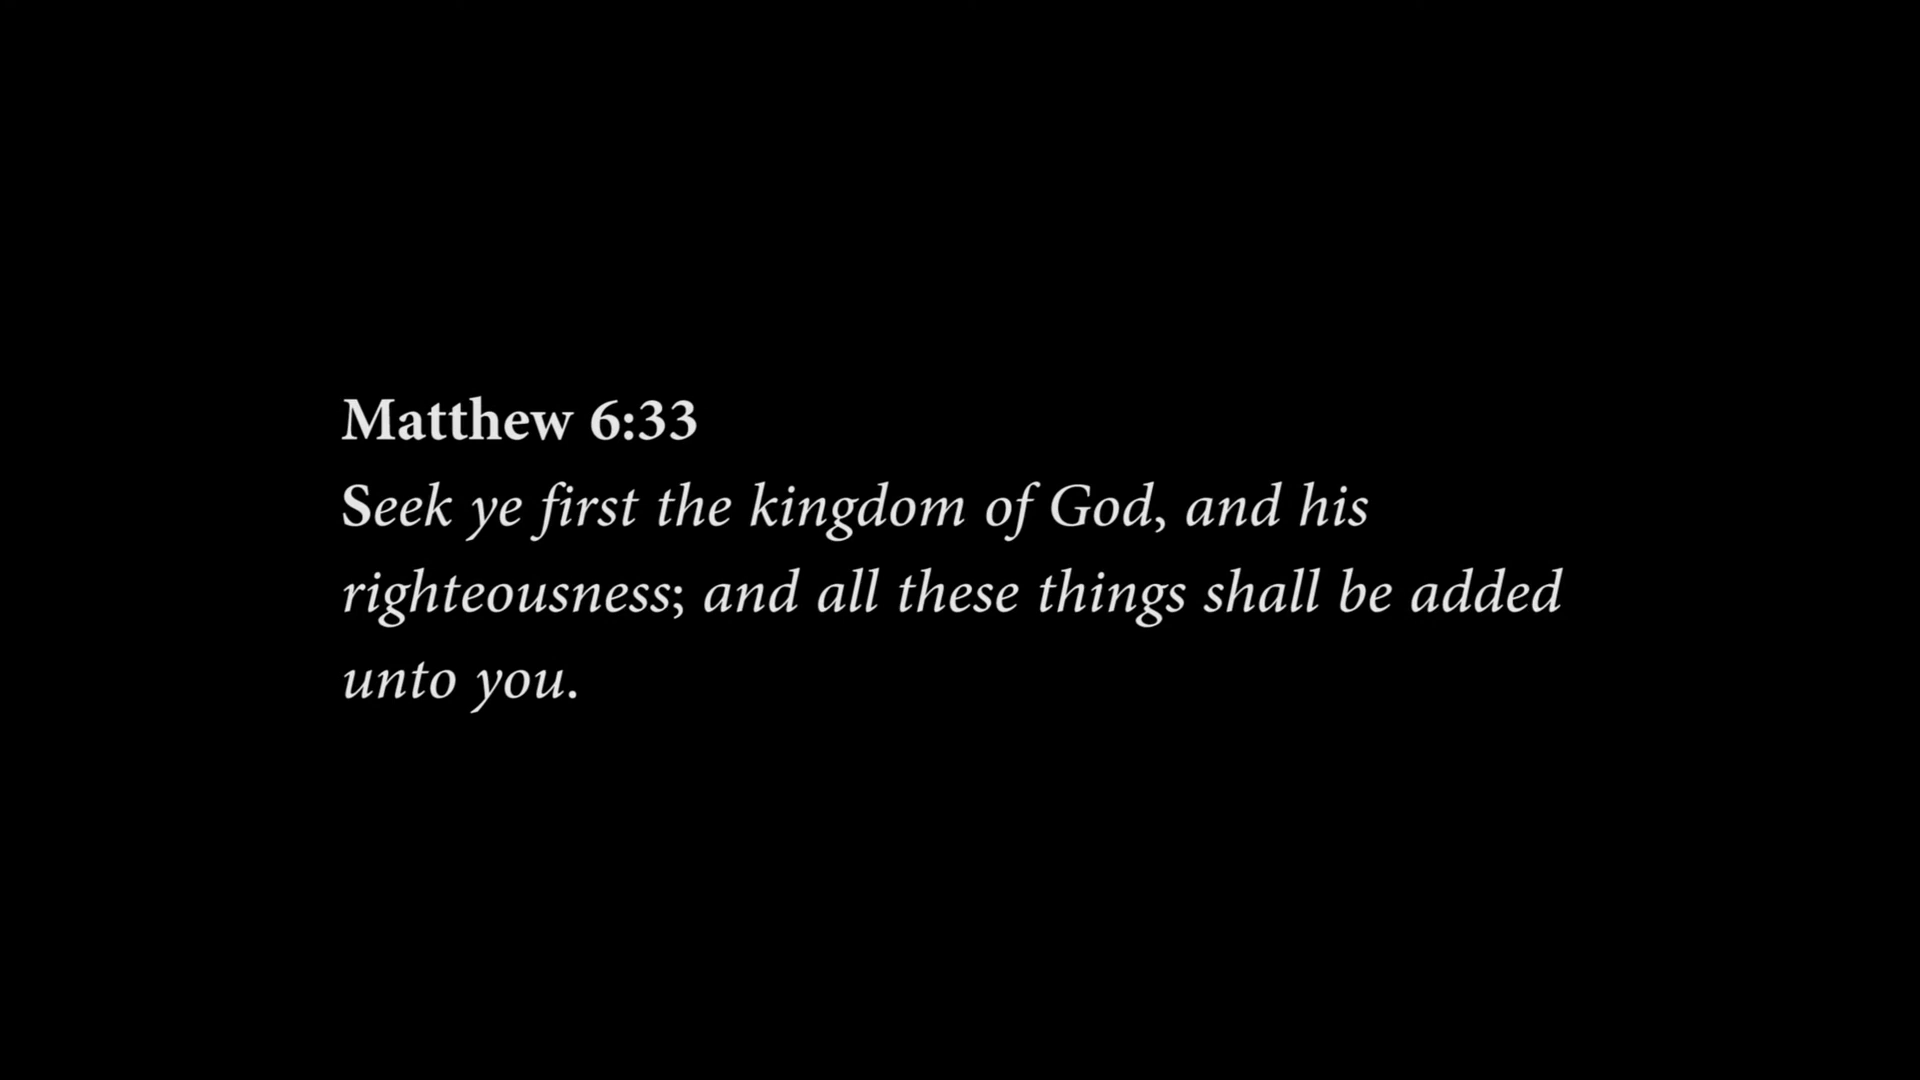 Matthew 6:33
Seek ye first the kingdom of God, and his
righteousness; and all these things shall be added
unto you.